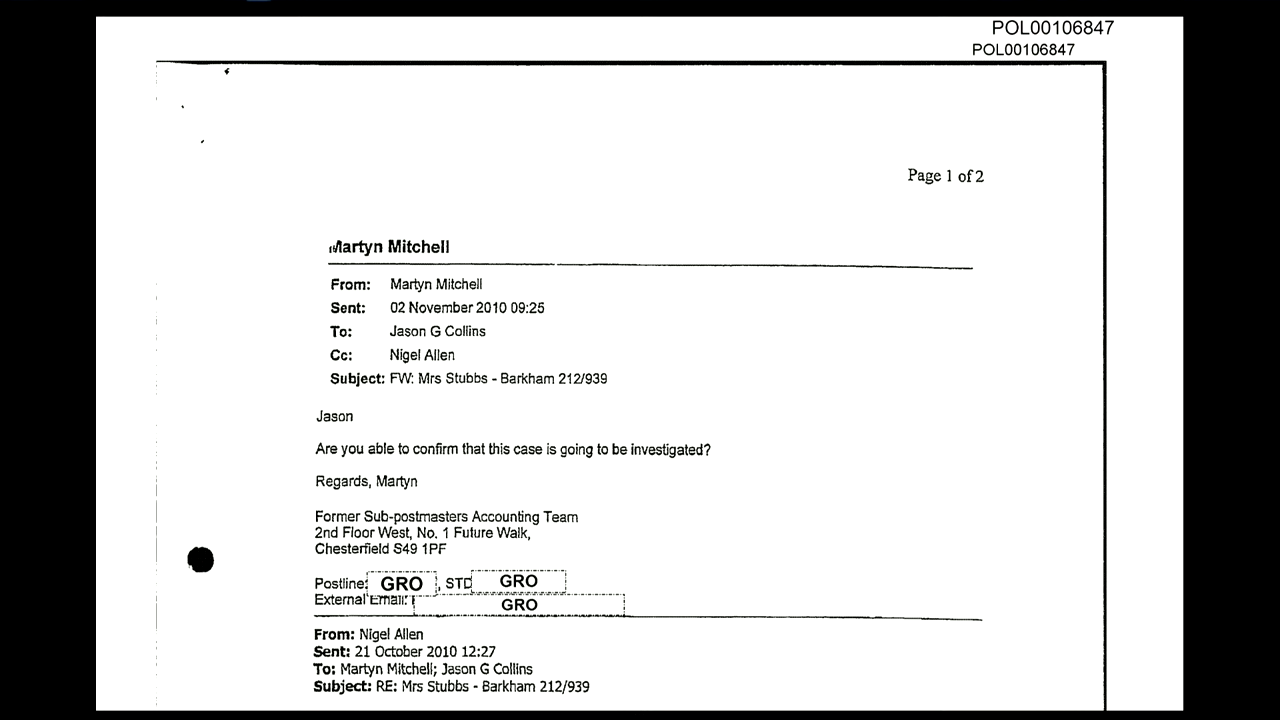 POL00106847
POL00106847
Page 1 of 2
Martyn Mitchell
From: Martyn Mitchell
Sent: 02 November 2010 09:25
To: Jason G Collins
Cc: Nigel Allen
Subject: FW: Mrs Stubbs - Barkham 212/939
Jason
Are you able to confirm that this case is going to be investigated?
Regards, Martyn
Former Sub-postmasters Accounting Team
2nd Floor West, No. 1 Future Walk,
Chesterfield S49 1PF
Postline: GRO , STD GRO
External Email: GRO
From: Nigel Allen
Sent: 21 October 2010 12:27
To: Martyn Mitchell; Jason G Collins
Subject: RE: Mrs Stubbs - Barkham 212/939